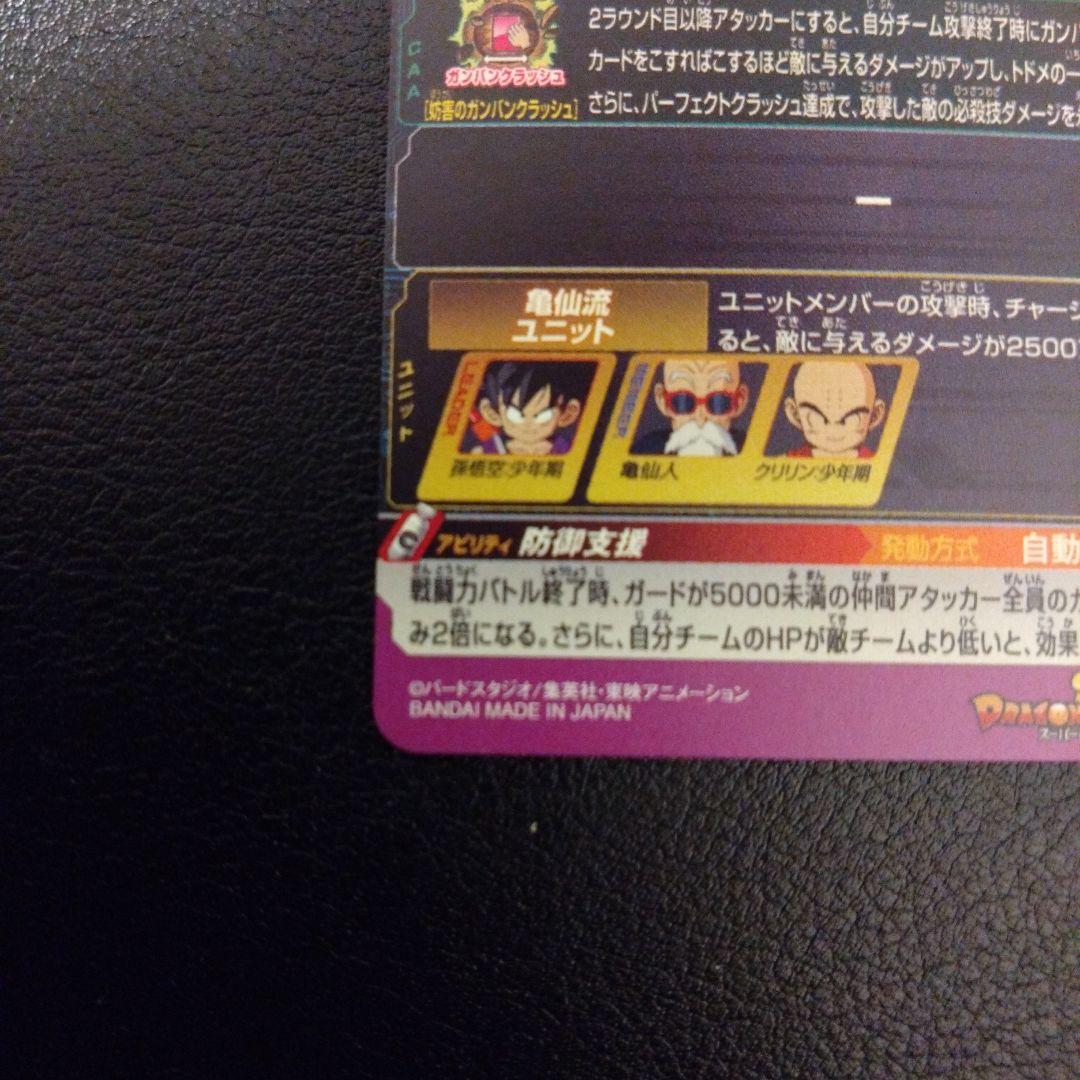 CAA
ガンバンクラッシュ
[妨害のガンバンクラッシュ]
2ラウンド目以降アタッカーにすると、自分チーム攻撃終了時にガンバ
カードをこすればこするほど敵に与えるダメージがアップし、トドメの一
さらに、パーフェクトクラッシュ達成で、攻撃した敵の必殺技ダメージを
ー
ユニット
亀仙流
ユニット
ユニットメンバーの攻撃時、チャージ
ると、敵に与えるダメージが2500
LEADER
MEMBER
孫悟空:少年期
亀仙人
クリリン:少年期
アビリティ 防御支援 発動方式 自動
戦闘力バトル終了時、ガードが5000未満の仲間アタッカー全員の
み2倍になる。さらに、自分チームのHPが敵チームより低いと、効果
©バードスタジオ/集英社・東映アニメーション
BANDAI MADE IN JAPAN
DRAGON
スーパー